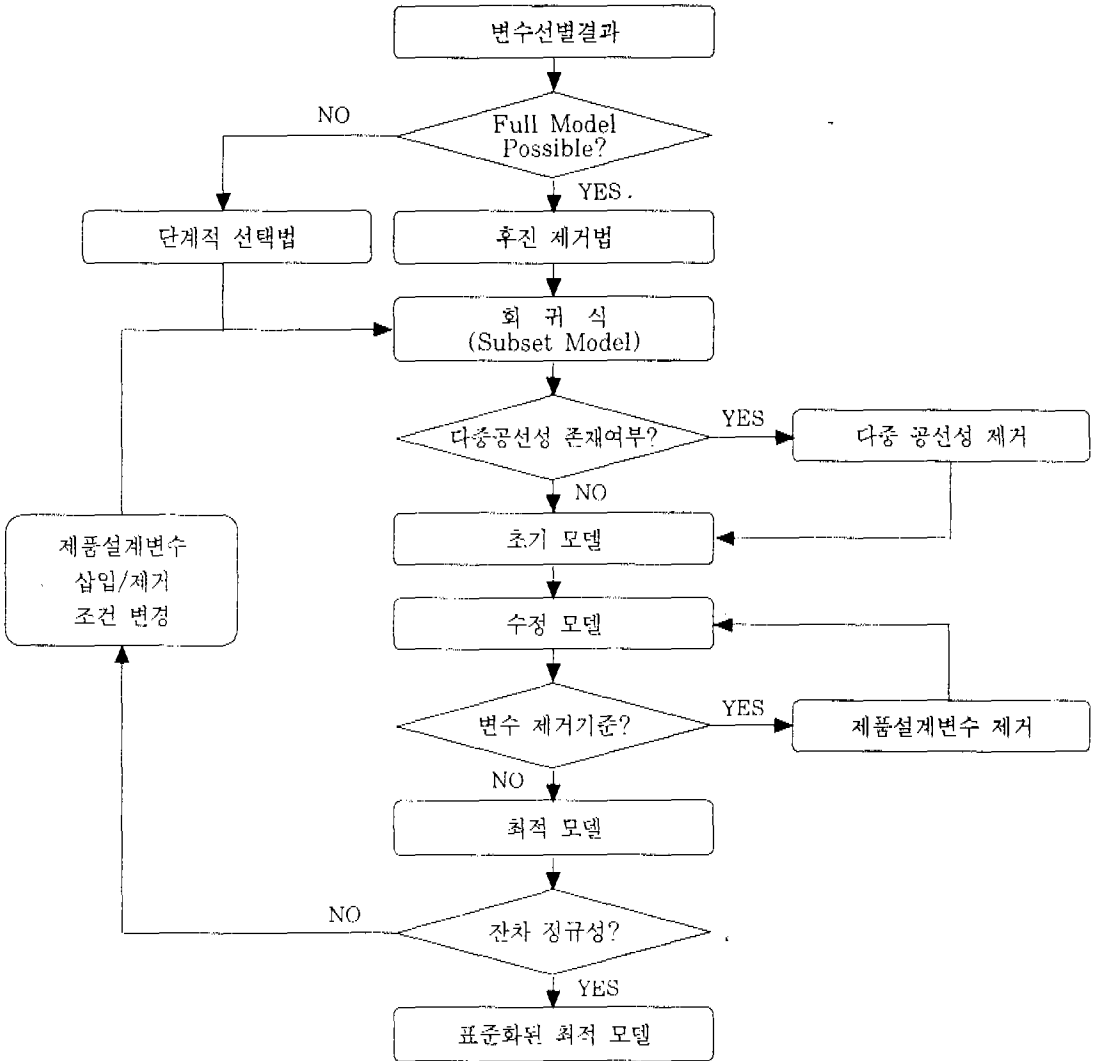 변수선별결과
NO
Full Model
Possible?
YES
단계적 선택법
후진 제거법
회 귀 식
(Subset Model)
다중공선성 존재여부?
YES
다중 공선성 제거
NO
초기 모델
제품설계변수
삽입/제거
조건 변경
수정 모델
변수 제거기준?
YES
제품설계변수 제거
NO
최적 모델
NO
잔차 정규성?
YES
표준화된 최적 모델